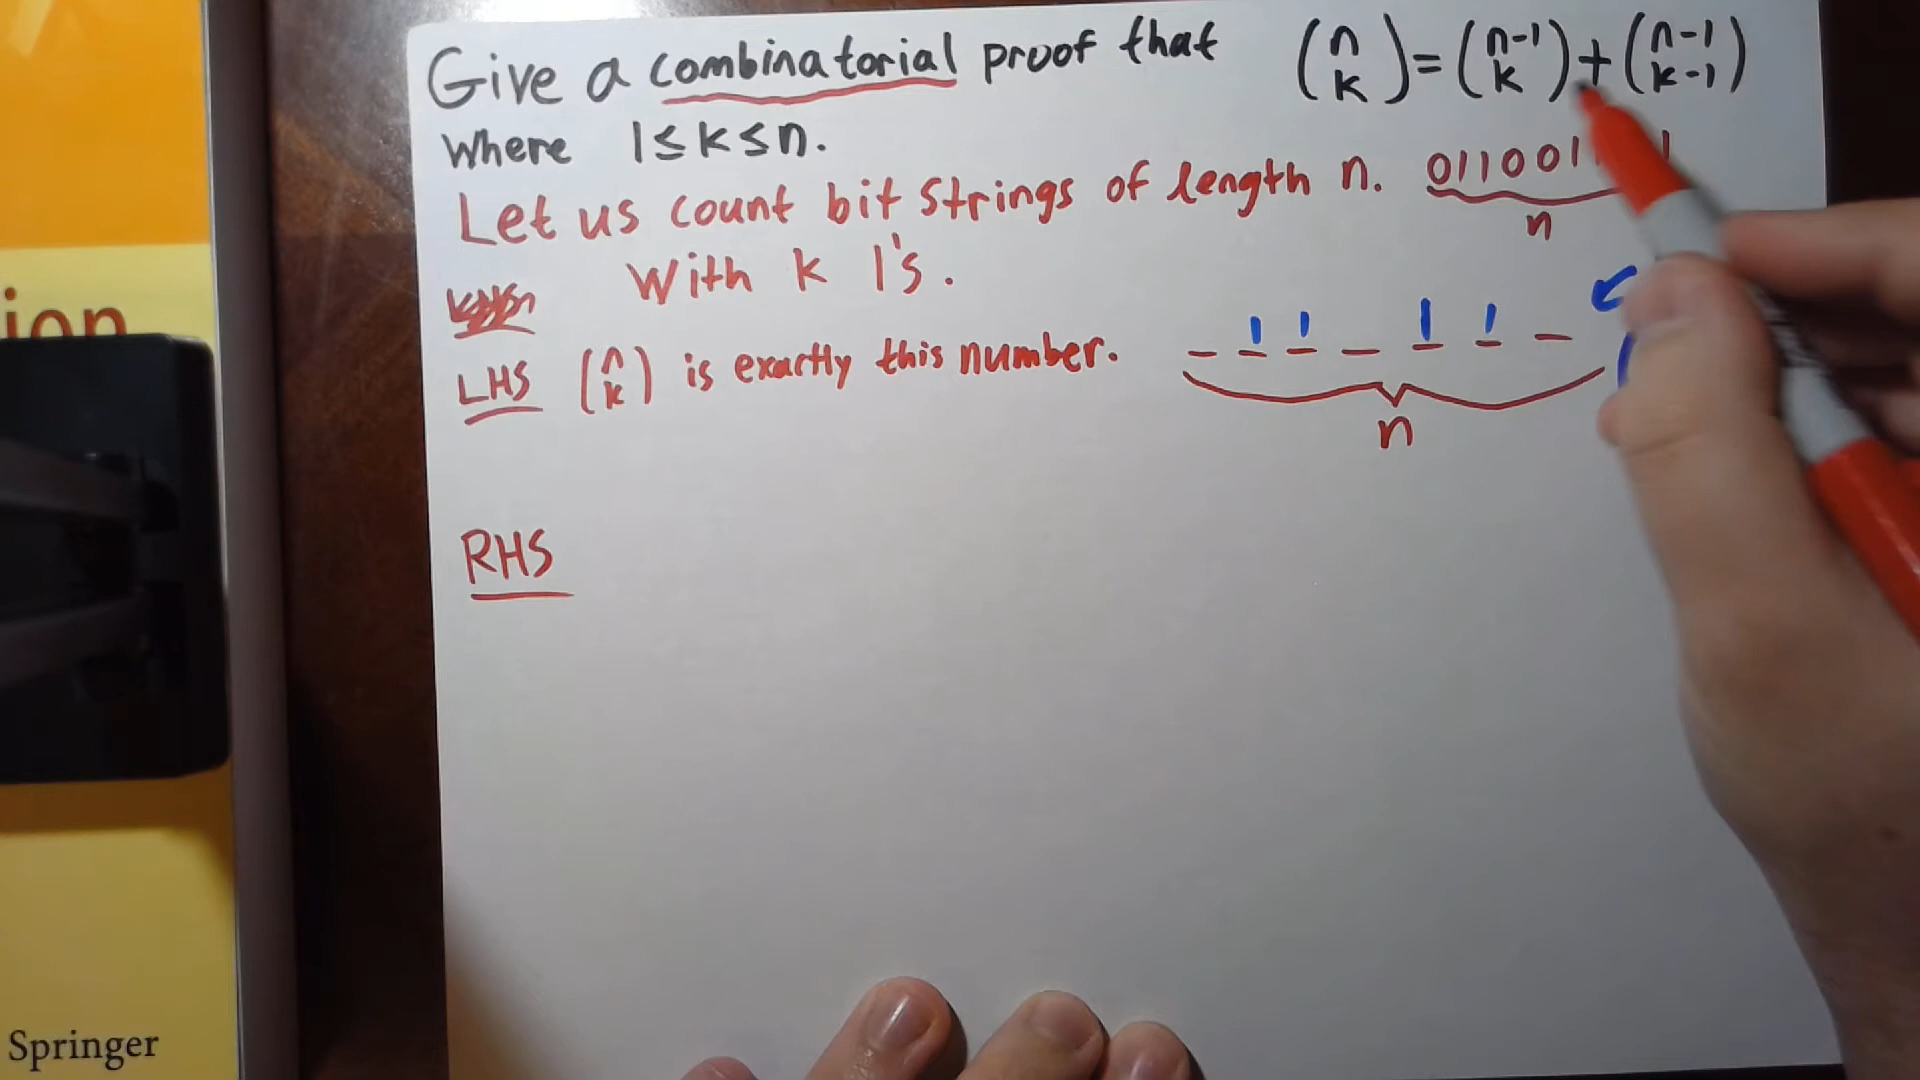 Give a combinatorial proof that (n k) = (n-1 k) + (n-1 k-1)
where 1≤k≤n.
Let us count bit strings of length n. 011001
n
with k 1's.
LHS (n k) is exactly this number.
_ 1 1 _ 1 1 _
n
RHS
ion
Springer